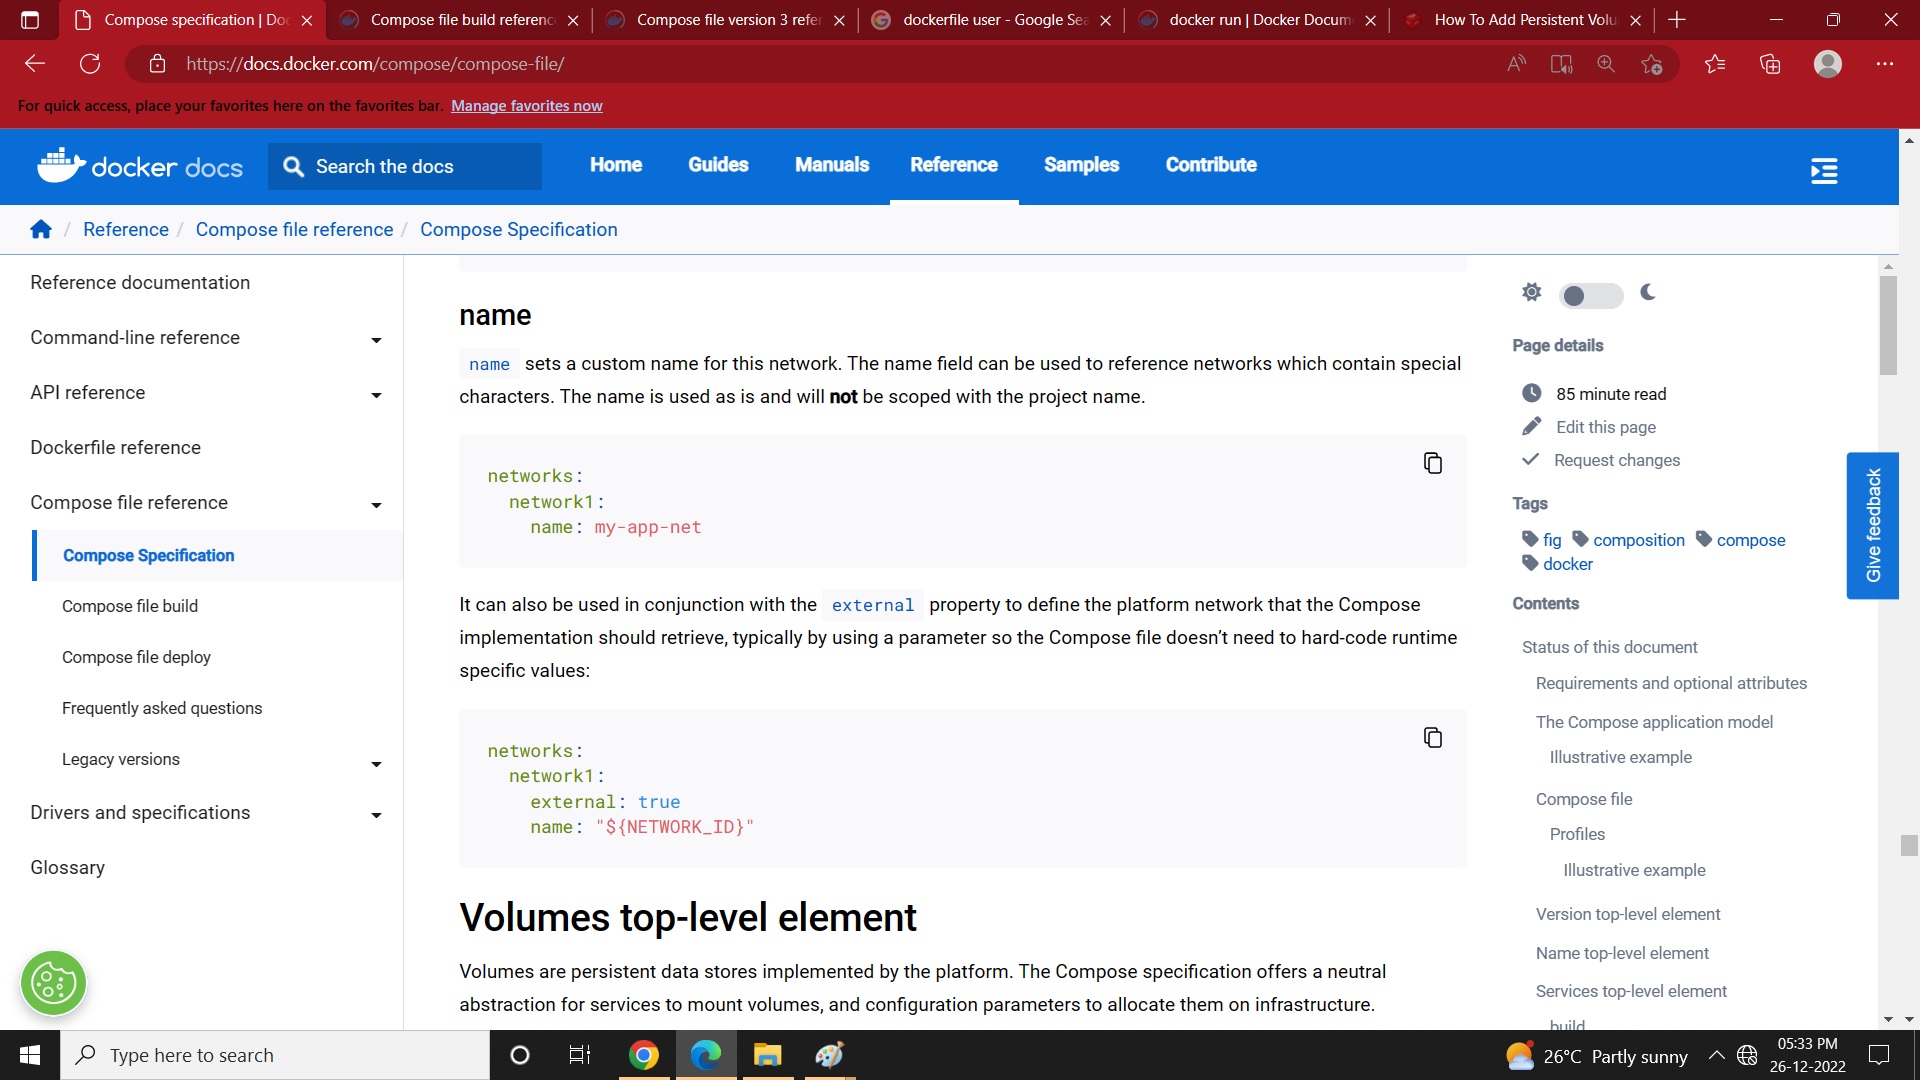 Compose specification | Doc
Compose file build reference
Compose file version 3 refer
dockerfile user - Google Sea
docker run | Docker Docum
How To Add Persistent Volu
https://docs.docker.com/compose/compose-file/
For quick access, place your favorites here on the favorites bar. Manage favorites now
docker docs
Search the docs
Home
Guides
Manuals
Reference
Samples
Contribute
/ Reference / Compose file reference / Compose Specification
Reference documentation
Command-line reference
API reference
Dockerfile reference
Compose file reference
Compose Specification
Compose file build
Compose file deploy
Frequently asked questions
Legacy versions
Drivers and specifications
Glossary
name
name sets a custom name for this network. The name field can be used to reference networks which contain special
characters. The name is used as is and will not be scoped with the project name.
networks:
network1:
name: my-app-net
It can also be used in conjunction with the external property to define the platform network that the Compose
implementation should retrieve, typically by using a parameter so the Compose file doesn’t need to hard-code runtime
specific values:
networks:
network1:
external: true
name: "${NETWORK_ID}"
Volumes top-level element
Volumes are persistent data stores implemented by the platform. The Compose specification offers a neutral
abstraction for services to mount volumes, and configuration parameters to allocate them on infrastructure.
Page details
85 minute read
Edit this page
Request changes
Tags
fig composition compose
docker
Contents
Status of this document
Requirements and optional attributes
The Compose application model
Illustrative example
Compose file
Profiles
Illustrative example
Version top-level element
Name top-level element
Services top-level element
build
Give feedback
Type here to search
26°C Partly sunny
05:33 PM
26-12-2022